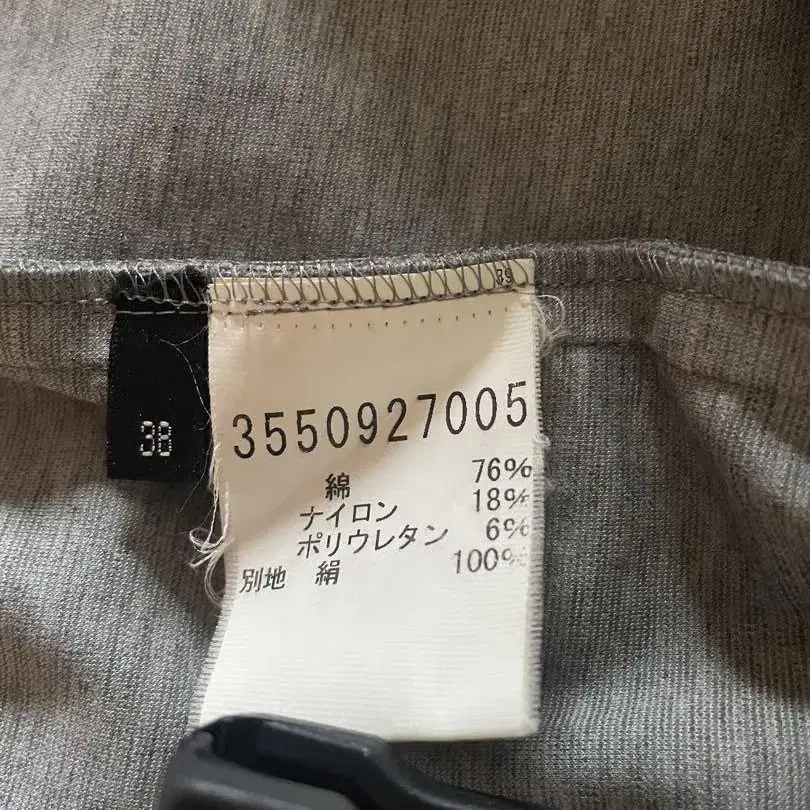 39
38
3550927005
綿 76%
ナイロン 18%
ポリウレタン 6%
別地 絹 100%